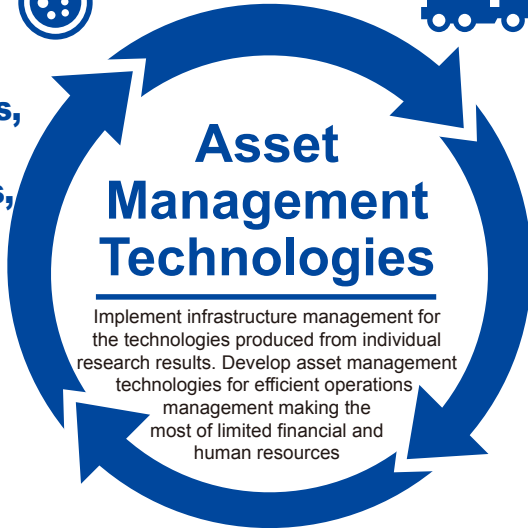 s,
s,
Asset
Management
Technologies
Implement infrastructure management for
the technologies produced from individual
research results. Develop asset management
technologies for efficient operations
management making the
most of limited financial and
human resources